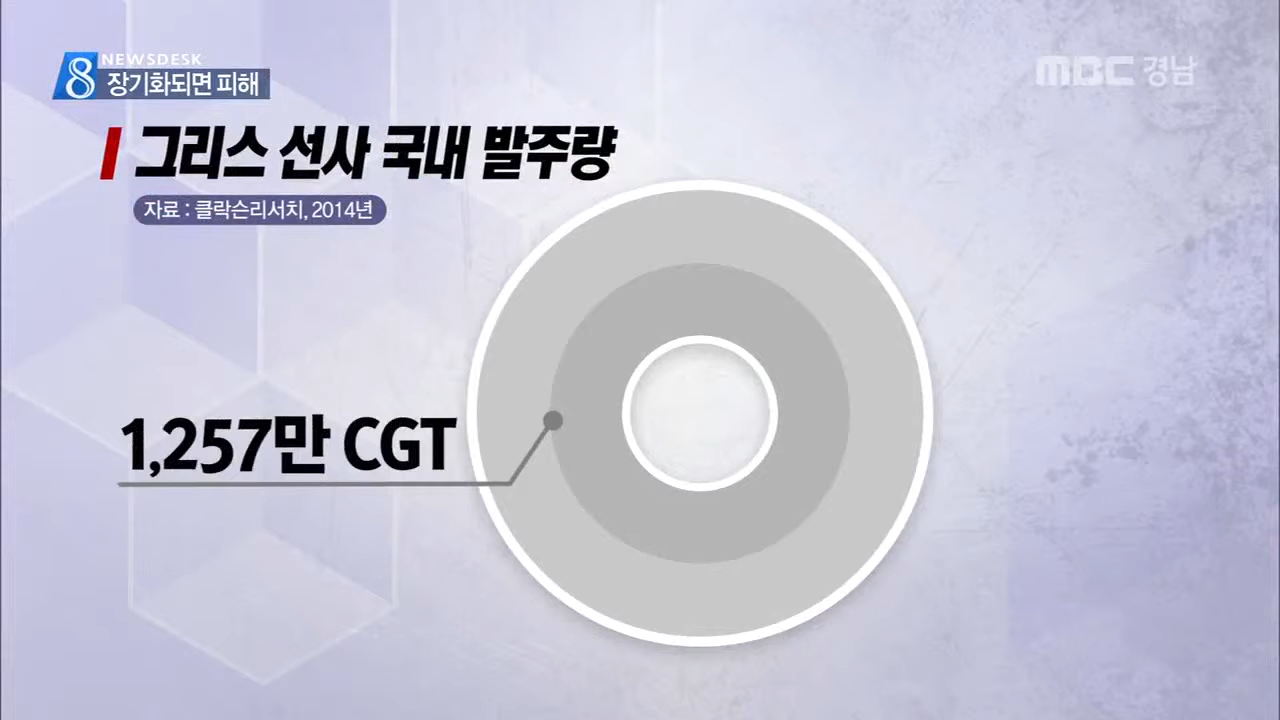 8 NEWSDESK
장기화되면 피해
MBC 경남
그리스 선사 국내 발주량
자료 : 클락슨리서치, 2014년
1,257만 CGT